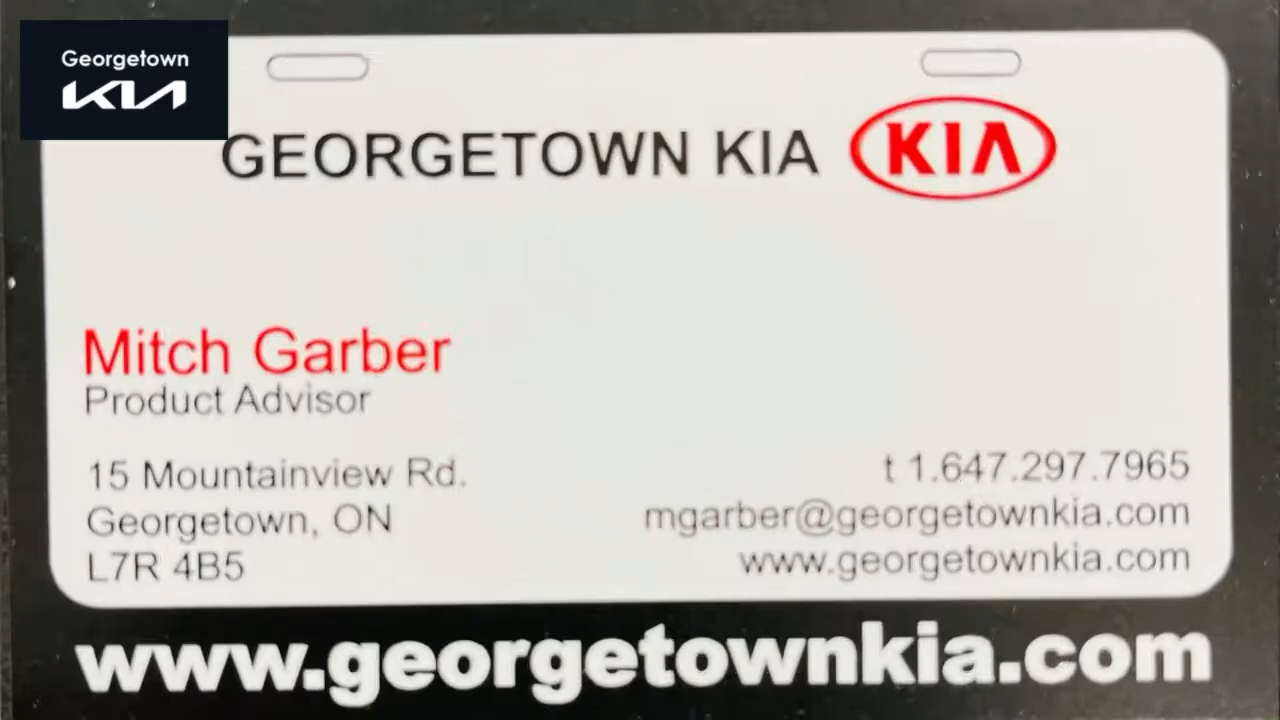 Georgetown
KIA
GEORGETOWN KIA KIA
Mitch Garber
Product Advisor
15 Mountainview Rd.
Georgetown, ON
L7R 4B5
t 1.647.297.7965
mgarber@georgetownkia.com
www.georgetownkia.com
www.georgetownkia.com